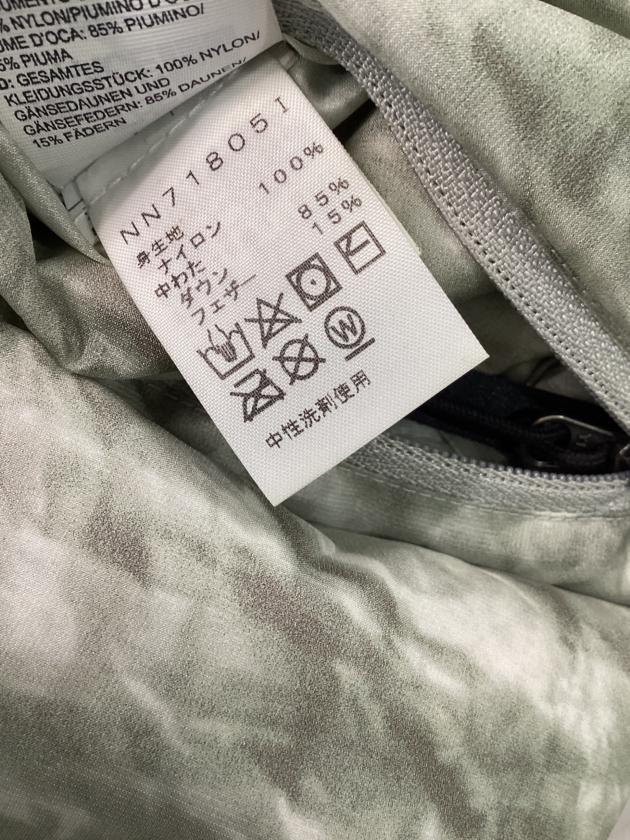 % NYLON/PIUMINO D'OCA:
UME D'OCA: 85% PIUMINO/
5% PIUMA
D: GESAMTES
KLEIDUNGSSTÜCK: 100% NYLON/
GÄNSEDAUNEN UND
GÄNSEFEDERN: 85% DAUNEN/
15% FÄDERN
NN71805I
身生地
ナイロン 100%
中わた
ダウン 85%
フェザー 15%
W
中性洗剤使用